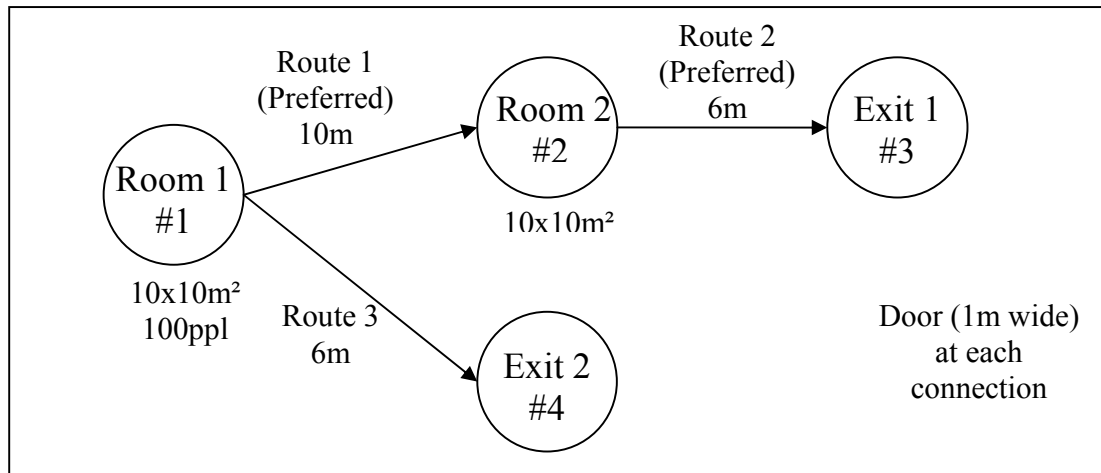 Route 1
(Preferred)
10m
Route 2
(Preferred)
6m
Room 1
#1
Room 2
#2
Exit 1
#3
10x10m²
10x10m²
100ppl
Route 3
6m
Exit 2
#4
Door (1m wide)
at each
connection